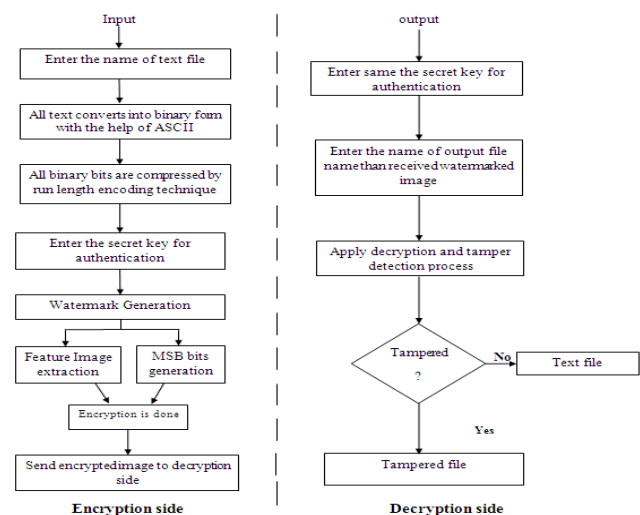 Input
Enter the name of text file
All text converts into binary form
with the help of ASCII
All binary bits are compressed by
run length encoding technique
Enter the secret key for
authentication
Watermark Generation
Feature Image
extraction
MSB bits
generation
Encryption is done
Send encrypted image to decryption
side
Encryption side
output
Enter same the secret key for
authentication
Enter the name of output file
name than received watermarked
image
Apply decryption and tamper
detection process
Tampered
?
No
Text file
Yes
Tampered file
Decryption side